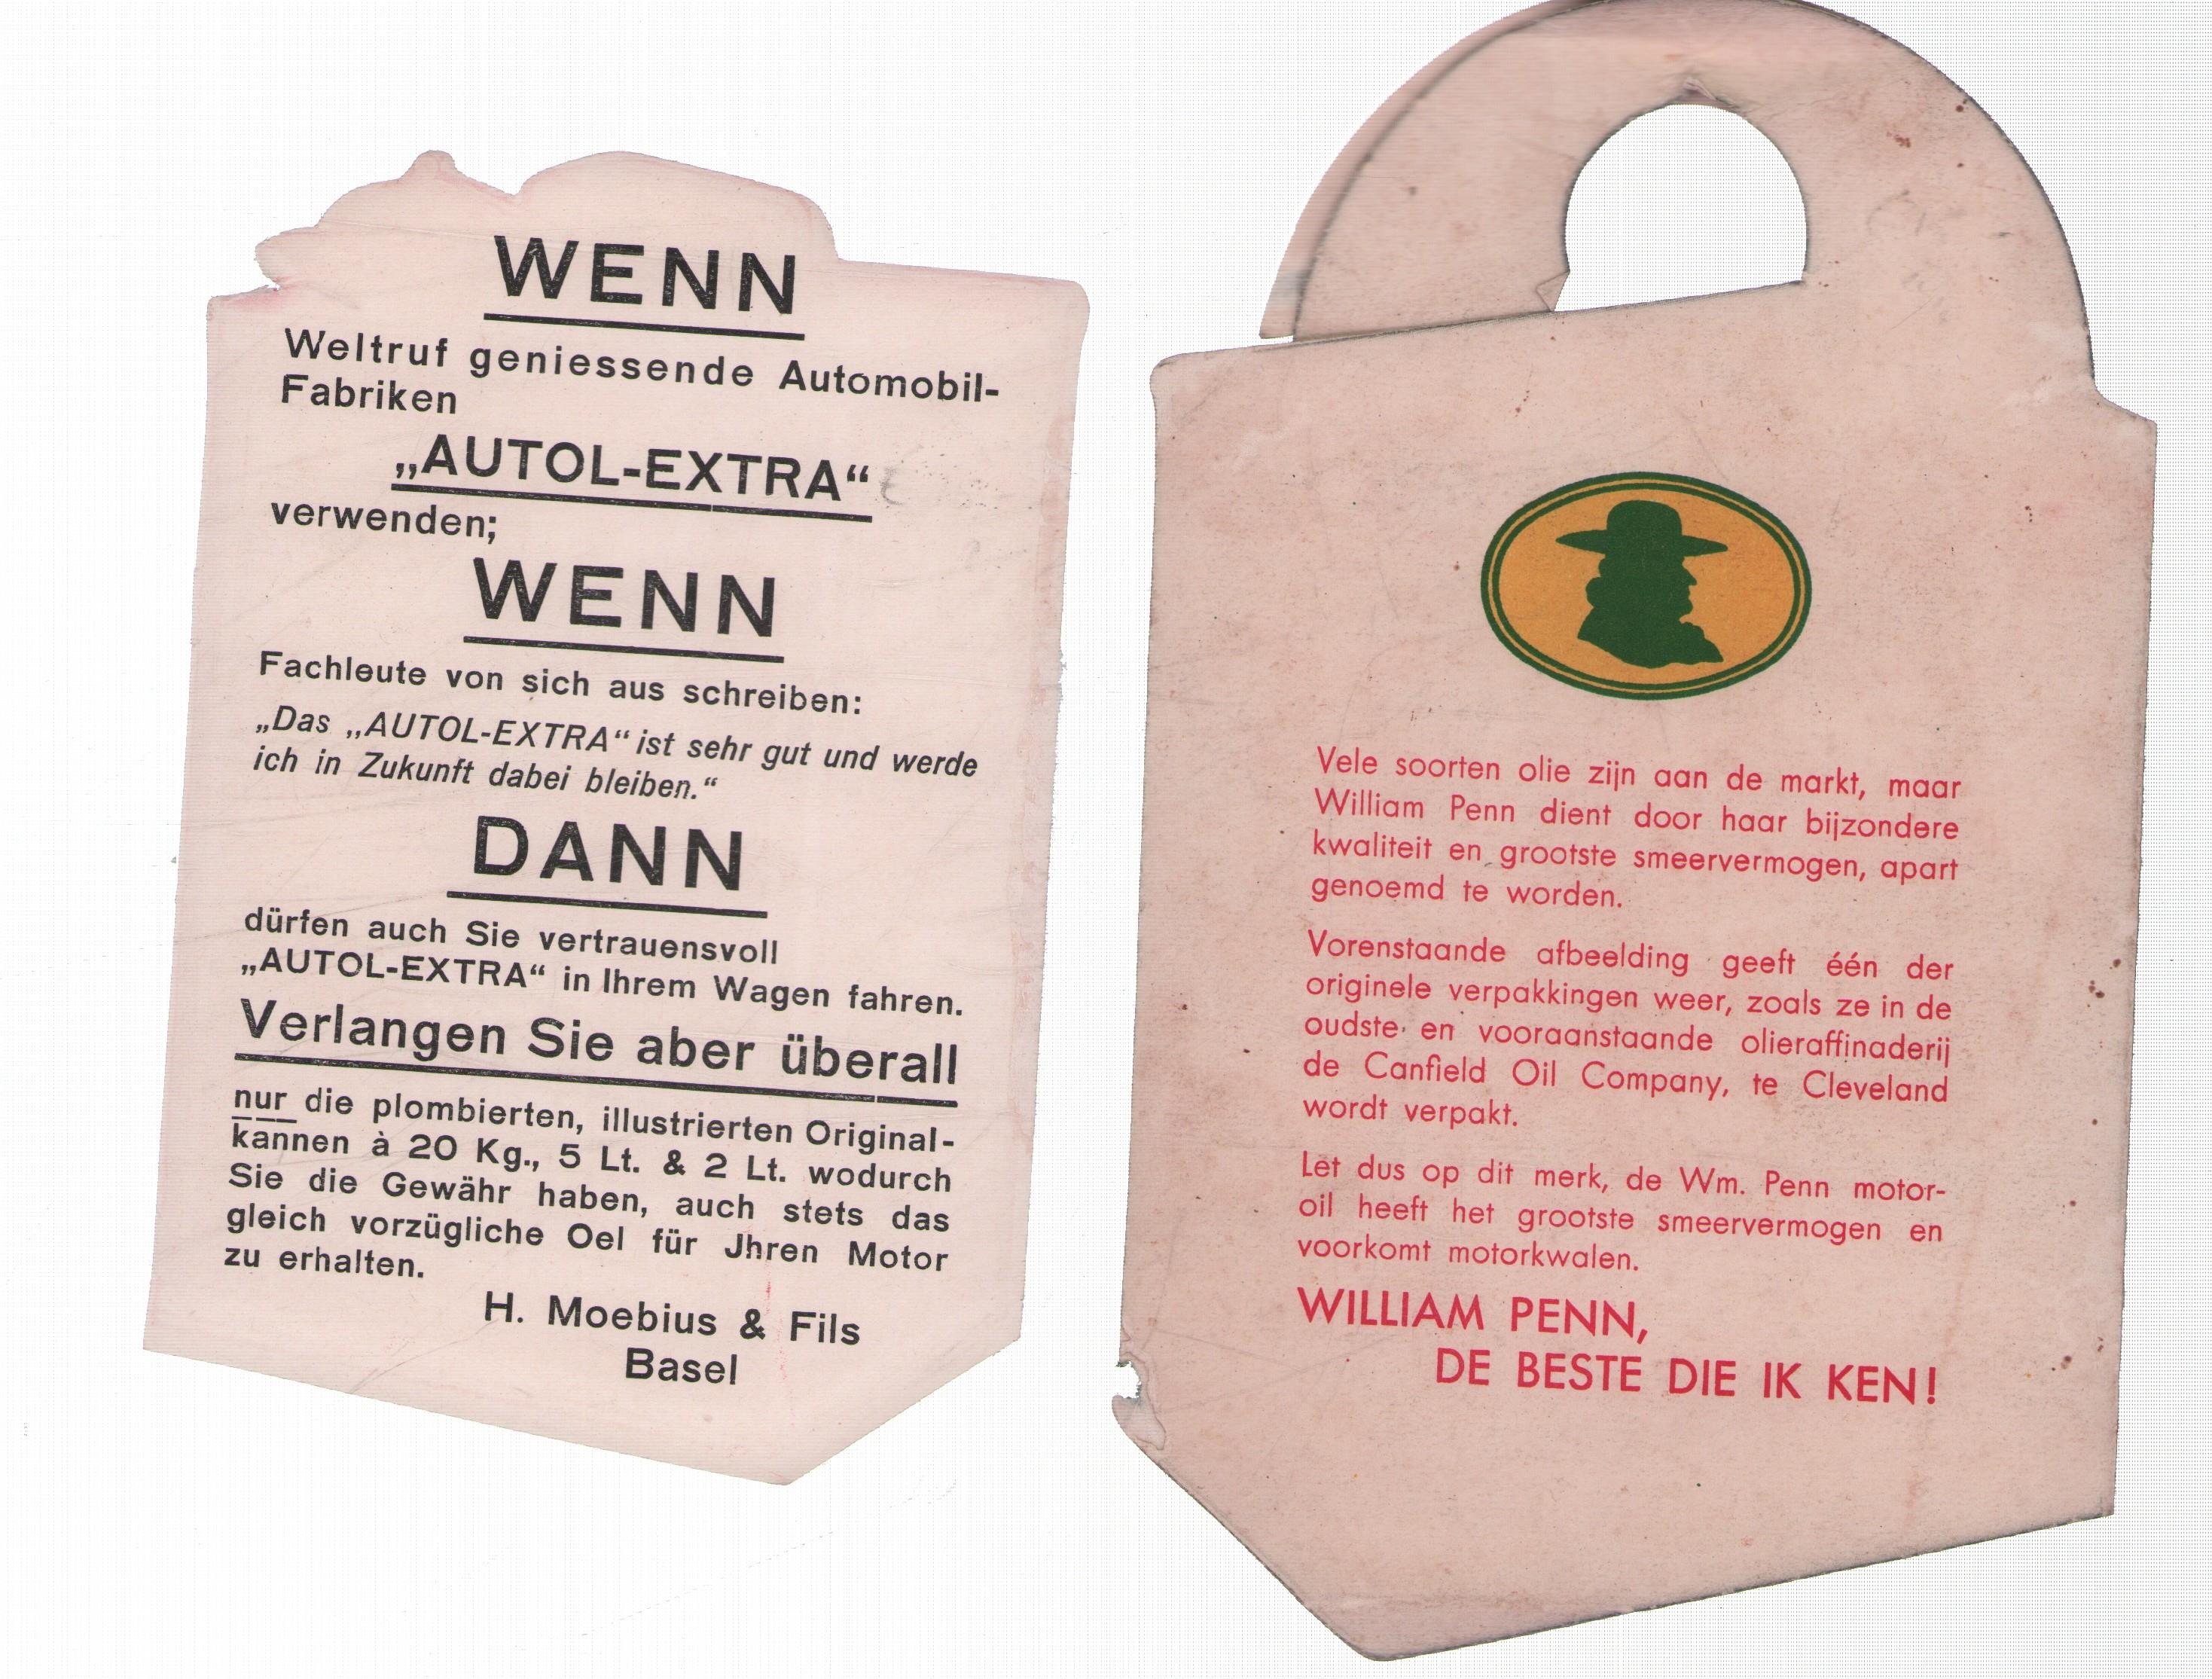 WENN
Weltruf geniessende Automobil-
Fabriken
„AUTOL-EXTRA“
verwenden;
WENN
Fachleute von sich aus schreiben:
„Das „AUTOL-EXTRA“ ist sehr gut und werde
ich in Zukunft dabei bleiben.“
DANN
dürfen auch Sie vertrauensvoll
„AUTOL-EXTRA“ in Ihrem Wagen fahren.
Verlangen Sie aber überall
nur die plombierten, illustrierten Original-
kannen à 20 Kg., 5 Lt. & 2 Lt. wodurch
Sie die Gewähr haben, auch stets das
gleich vorzügliche Oel für Jhren Motor
zu erhalten.
H. Moebius & Fils
Basel
Vele soorten olie zijn aan de markt, maar
William Penn dient door haar bijzondere
kwaliteit en grootste smeervermogen, apart
genoemd te worden.
Vorenstaande afbeelding geeft één der
originele verpakkingen weer, zoals ze in de
oudste en vooraanstaande olieraffinaderij
de Canfield Oil Company, te Cleveland
wordt verpakt.
Let dus op dit merk, de Wm. Penn motor-
oil heeft het grootste smeervermogen en
voorkomt motorkwalen.
WILLIAM PENN,
DE BESTE DIE IK KEN!